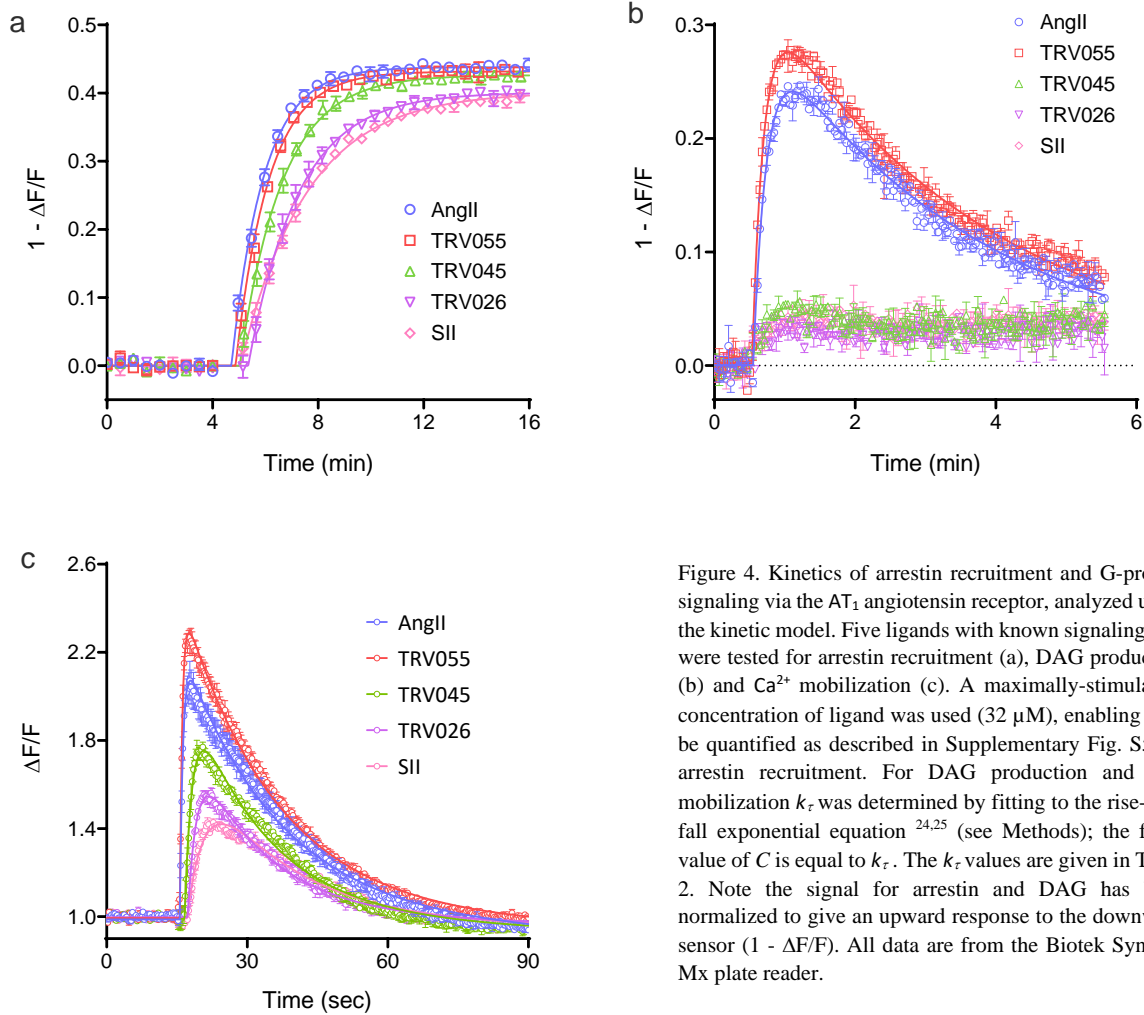 a
0.5
0.4
0.3
0.2
0.1
0.0
1 - ΔF/F
AngII
TRV055
TRV045
TRV026
SII
0 4 8 12 16
Time (min)
b
0.3
0.2
0.1
0.0
1 - ΔF/F
AngII
TRV055
TRV045
TRV026
SII
0 2 4 6
Time (min)
c
2.6
2.2
1.8
1.4
1.0
ΔF/F
AngII
TRV055
TRV045
TRV026
SII
0 30 60 90
Time (sec)
Figure 4. Kinetics of arrestin recruitment and G-pro
signaling via the AT₁ angiotensin receptor, analyzed u
the kinetic model. Five ligands with known signaling
were tested for arrestin recruitment (a), DAG produc
(b) and Ca²⁺ mobilization (c). A maximally-stimula
concentration of ligand was used (32 µM), enabling
be quantified as described in Supplementary Fig. S
arrestin recruitment. For DAG production and
mobilization kτ was determined by fitting to the rise-
fall exponential equation ²⁴,²⁵ (see Methods); the f
value of C is equal to kτ . The kτ values are given in T
2. Note the signal for arrestin and DAG has
normalized to give an upward response to the down
sensor (1 - ΔF/F). All data are from the Biotek Syn
Mx plate reader.